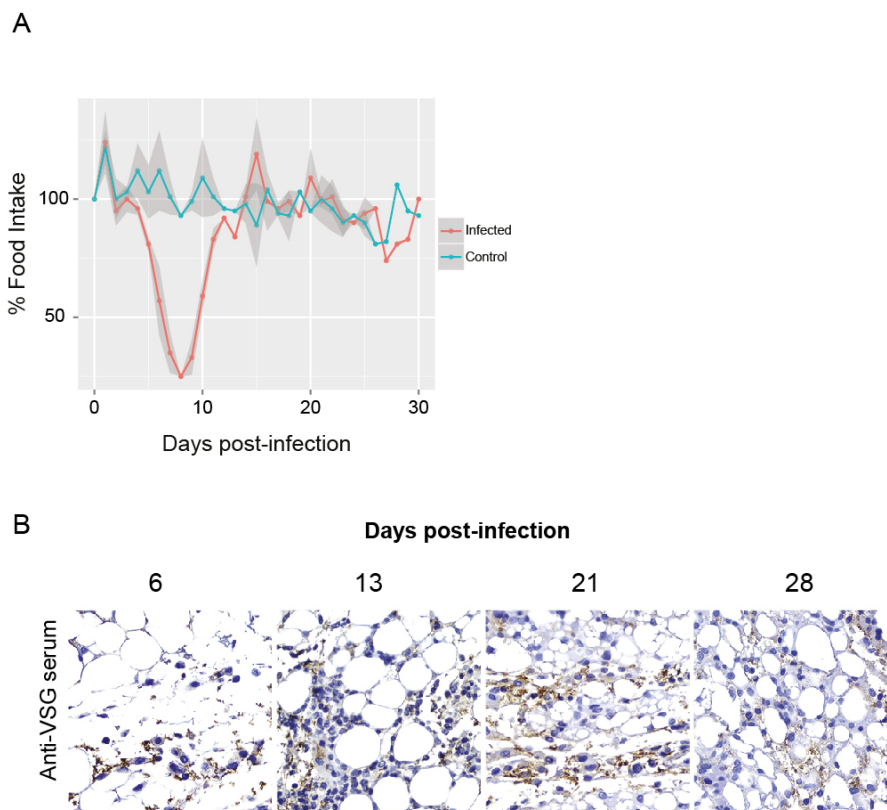 A
% Food Intake
100
50
0
10
20
30
Days post-infection
Infected
Control
B
Days post-infection
6
13
21
28
Anti-VSG serum